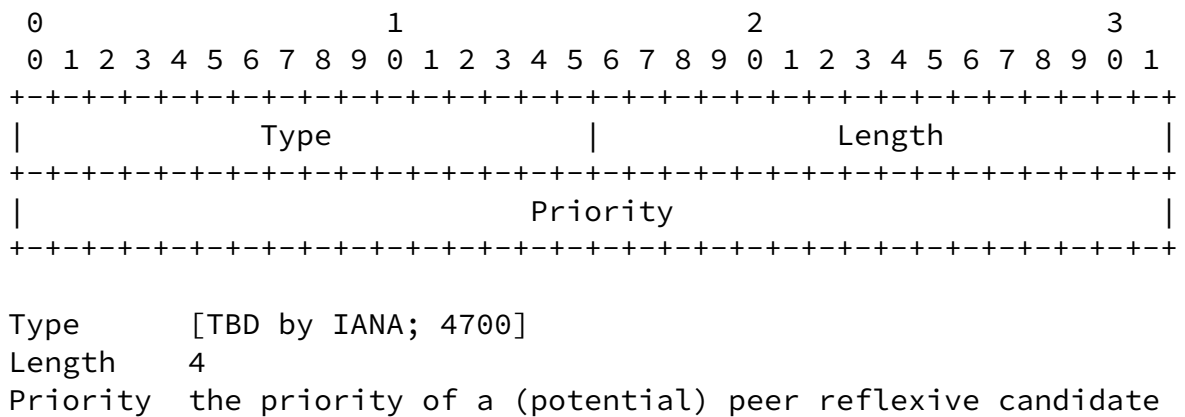 0                   1                   2                   3
 0 1 2 3 4 5 6 7 8 9 0 1 2 3 4 5 6 7 8 9 0 1 2 3 4 5 6 7 8 9 0 1
+-+-+-+-+-+-+-+-+-+-+-+-+-+-+-+-+-+-+-+-+-+-+-+-+-+-+-+-+-+-+-+-+
|             Type              |             Length            |
+-+-+-+-+-+-+-+-+-+-+-+-+-+-+-+-+-+-+-+-+-+-+-+-+-+-+-+-+-+-+-+-+
|                            Priority                           |
+-+-+-+-+-+-+-+-+-+-+-+-+-+-+-+-+-+-+-+-+-+-+-+-+-+-+-+-+-+-+-+-+

Type      [TBD by IANA; 4700]
Length    4
Priority  the priority of a (potential) peer reflexive candidate